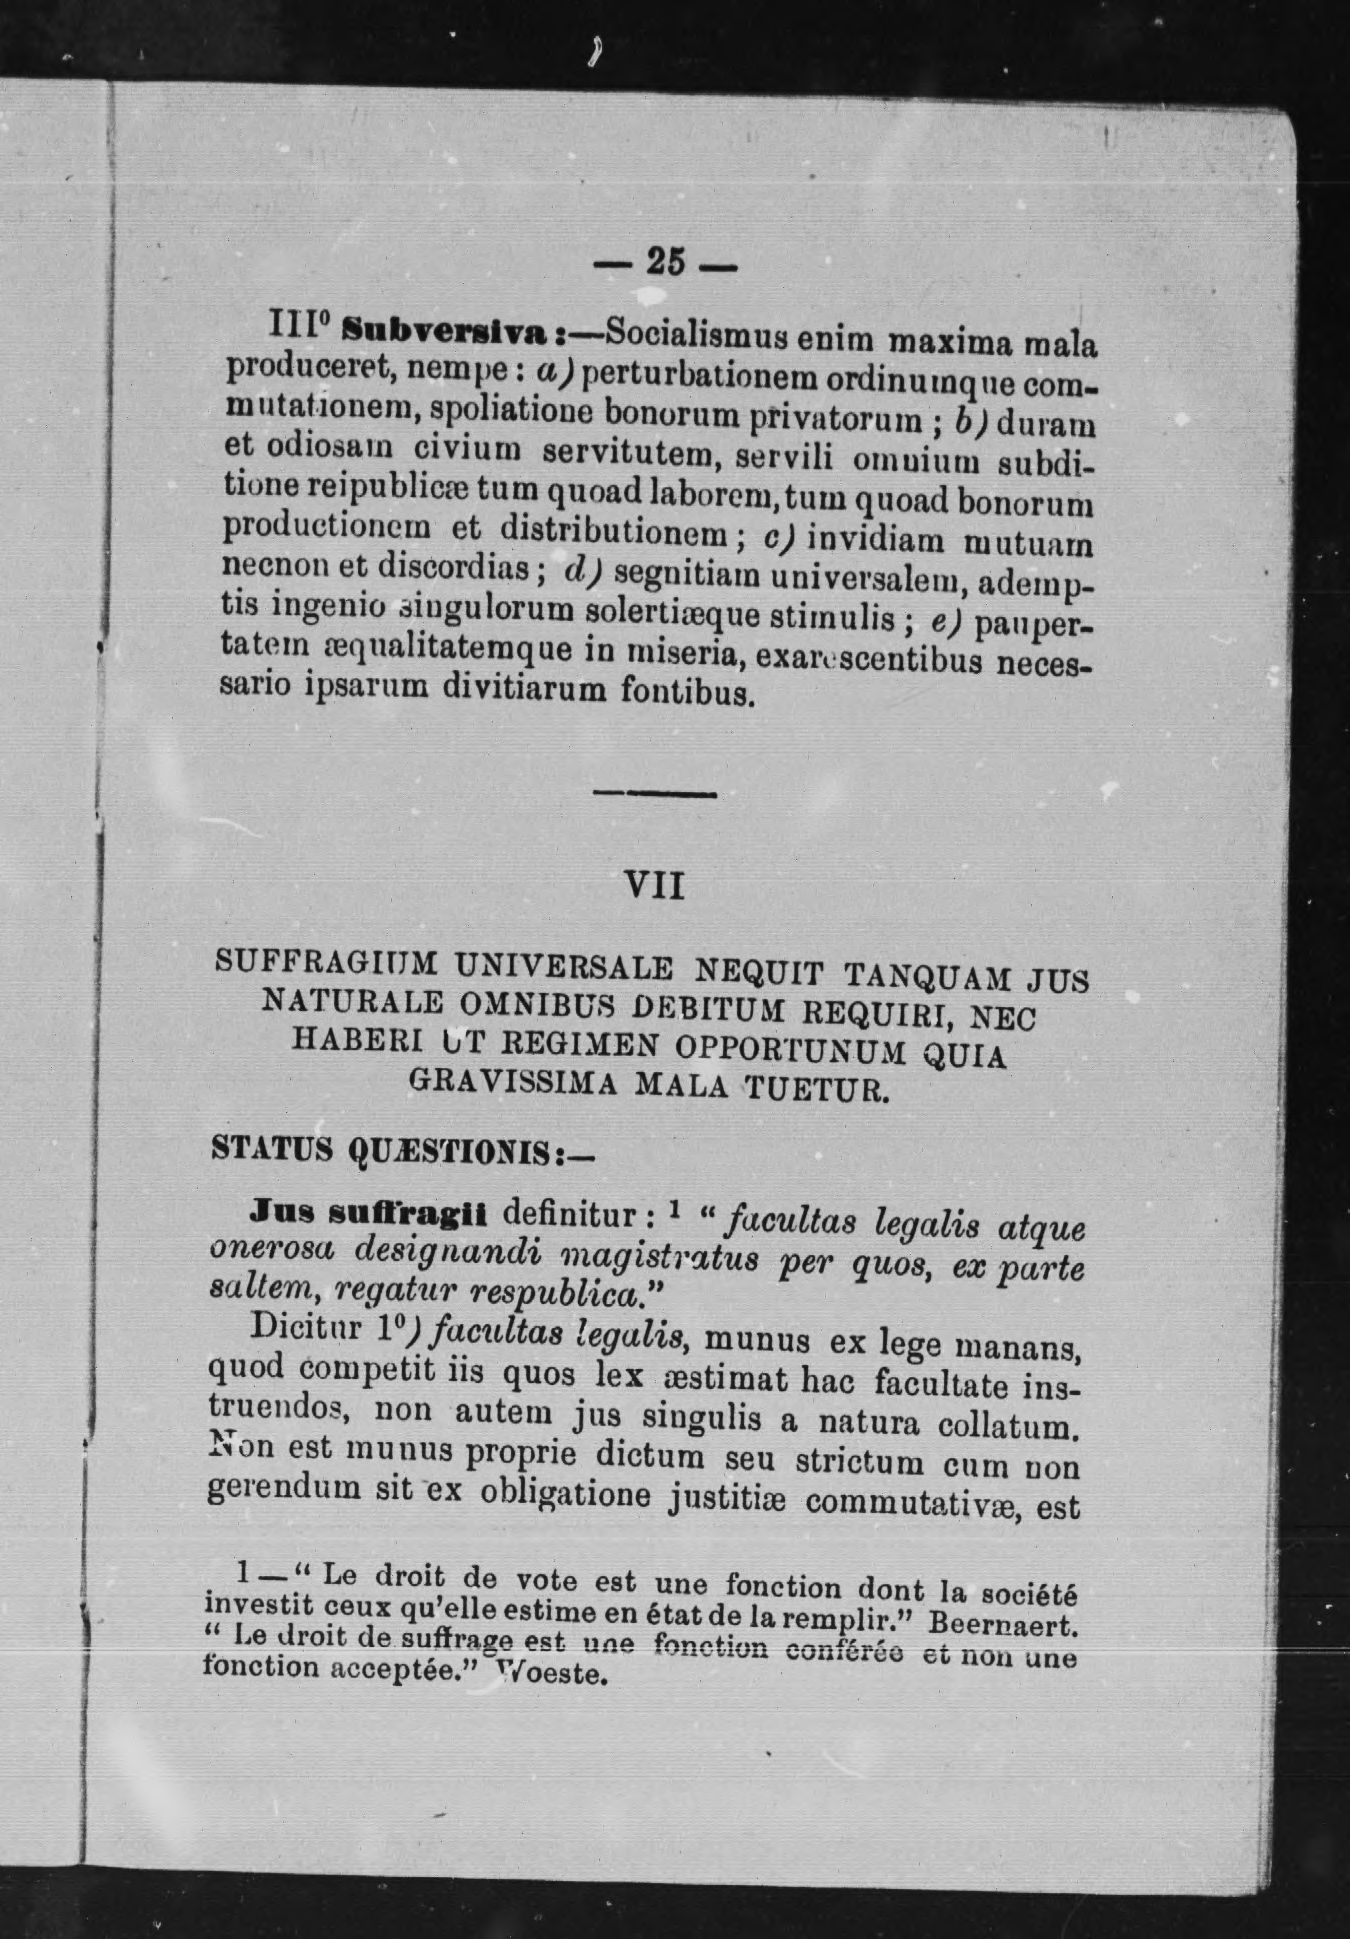 — 25 —
IIIº Subversiva :—Socialismus enim maxima mala
produceret, nempe : a) perturbationem ordinumque com-
mutationem, spoliatione bonorum privatorum ; b) duram
et odiosam civium servitutem, servili omnium subdi-
tione reipublicæ tum quoad laborem, tum quoad bonorum
productionem et distributionem ; c) invidiam mutuam
necnon et discordias ; d) segnitiam universalem, ademp-
tis ingenio singulorum solertiæque stimulis ; e) pauper-
tatem æqualitatemque in miseria, exarescentibus neces-
sario ipsarum divitiarum fontibus.
VII
SUFFRAGIUM UNIVERSALE NEQUIT TANQUAM JUS
NATURALE OMNIBUS DEBITUM REQUIRI, NEC
HABERI UT REGIMEN OPPORTUNUM QUIA
GRAVISSIMA MALA TUETUR.
STATUS QUÆSTIONIS :—
Jus suffragii definitur : ¹ “ facultas legalis atque
onerosa designandi magistratus per quos, ex parte
saltem, regatur respublica.”
Dicitur 1º) facultas legalis, munus ex lege manans,
quod competit iis quos lex æstimat hac facultate ins-
truendos, non autem jus singulis a natura collatum.
Non est munus proprie dictum seu strictum cum non
gerendum sit ex obligatione justitiæ commutativæ, est
1 — “ Le droit de vote est une fonction dont la société
investit ceux qu’elle estime en état de la remplir.” Beernaert.
“ Le droit de suffrage est une fonction conférée et non une
fonction acceptée.” Woeste.